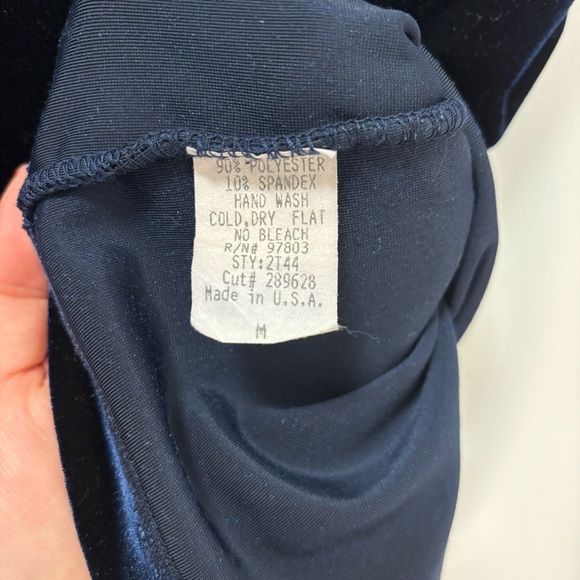 90% POLYESTER
10% SPANDEX
HAND WASH
COLD,DRY FLAT
NO BLEACH
R/N# 97803
STY:2T44
Cut# 289628
Made in U.S.A.
M